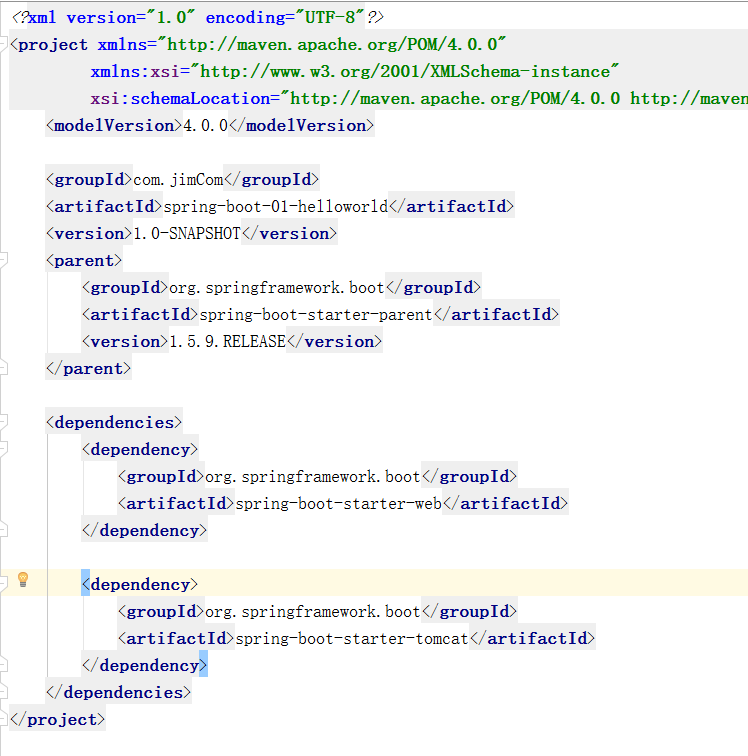 <?xml version="1.0" encoding="UTF-8"?>
<project xmlns="http://maven.apache.org/POM/4.0.0"
xmlns:xsi="http://www.w3.org/2001/XMLSchema-instance"
xsi:schemaLocation="http://maven.apache.org/POM/4.0.0 http://maven
<modelVersion>4.0.0</modelVersion>
<groupId>com.jimCom</groupId>
<artifactId>spring-boot-01-helloworld</artifactId>
<version>1.0-SNAPSHOT</version>
<parent>
<groupId>org.springframework.boot</groupId>
<artifactId>spring-boot-starter-parent</artifactId>
<version>1.5.9.RELEASE</version>
</parent>
<dependencies>
<dependency>
<groupId>org.springframework.boot</groupId>
<artifactId>spring-boot-starter-web</artifactId>
</dependency>
<dependency>
<groupId>org.springframework.boot</groupId>
<artifactId>spring-boot-starter-tomcat</artifactId>
</dependency>
</dependencies>
</project>